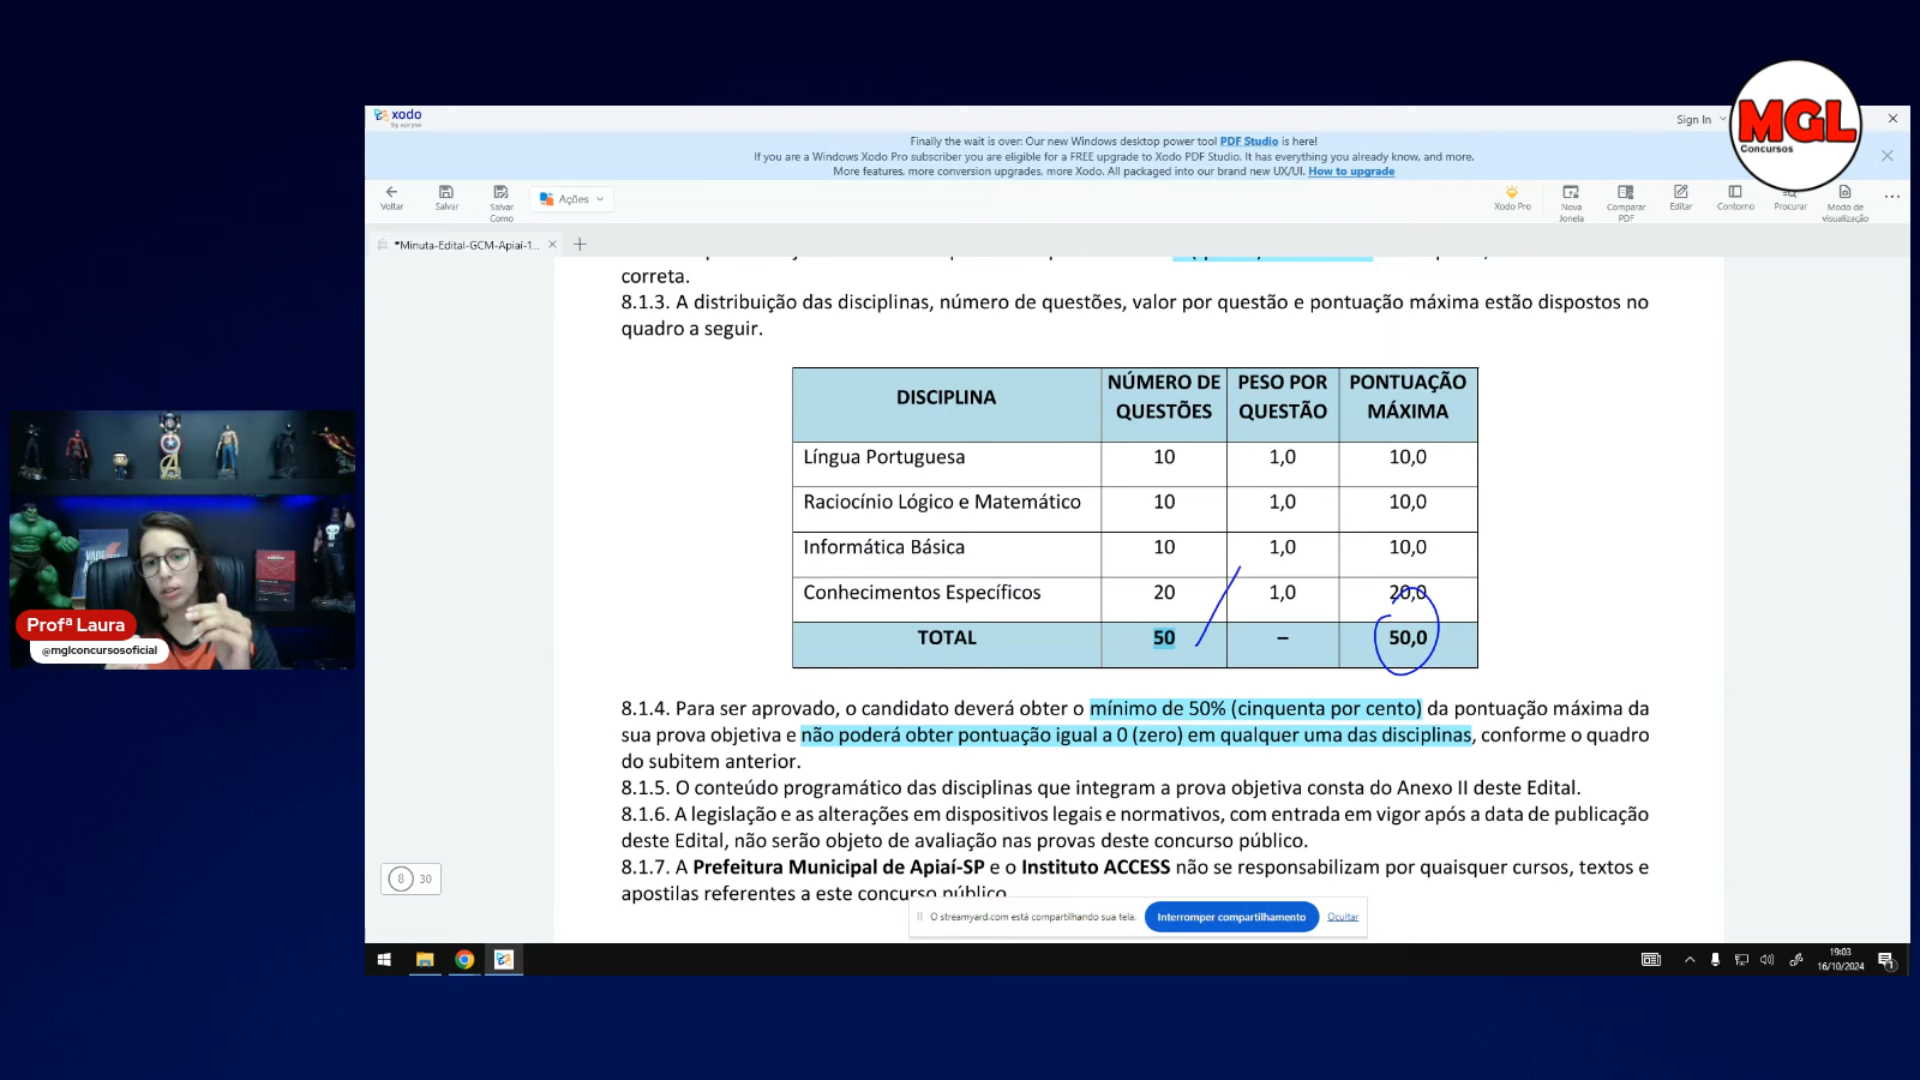 xodo
by apryse
Sign In
MGL
Concursos
Finally the wait is over: Our new Windows desktop power tool PDF Studio is here!
If you are a Windows Xodo Pro subscriber you are eligible for a FREE upgrade to Xodo PDF Studio. It has everything you already know, and more.
More features, more conversion upgrades, more Xodo. All packaged into our brand new UX/UI. How to upgrade
Voltar
Salvar
Salvar Como
Ações
Xodo Pro
Nova Jonela
Comparar PDF
Editar
Contorno
Procurar
Modo de visualização
*Minuta-Edital-GCM-Apiaí-1...
correta.
8.1.3. A distribuição das disciplinas, número de questões, valor por questão e pontuação máxima estão dispostos no
quadro a seguir.
DISCIPLINA NÚMERO DE QUESTÕES PESO POR QUESTÃO PONTUAÇÃO MÁXIMA
Língua Portuguesa 10 1,0 10,0
Raciocínio Lógico e Matemático 10 1,0 10,0
Informática Básica 10 1,0 10,0
Conhecimentos Específicos 20 1,0 20,0
TOTAL 50 – 50,0
8.1.4. Para ser aprovado, o candidato deverá obter o mínimo de 50% (cinquenta por cento) da pontuação máxima da
sua prova objetiva e não poderá obter pontuação igual a 0 (zero) em qualquer uma das disciplinas, conforme o quadro
do subitem anterior.
8.1.5. O conteúdo programático das disciplinas que integram a prova objetiva consta do Anexo II deste Edital.
8.1.6. A legislação e as alterações em dispositivos legais e normativos, com entrada em vigor após a data de publicação
deste Edital, não serão objeto de avaliação nas provas deste concurso público.
8.1.7. A Prefeitura Municipal de Apiaí-SP e o Instituto ACCESS não se responsabilizam por quaisquer cursos, textos e
apostilas referentes a este concurso público
8 30
O streamyard.com está compartilhando sua tela.
Interromper compartilhamento
Ocultar
19:03
16/10/2024
1
Profª Laura
@mglconcursosoficial